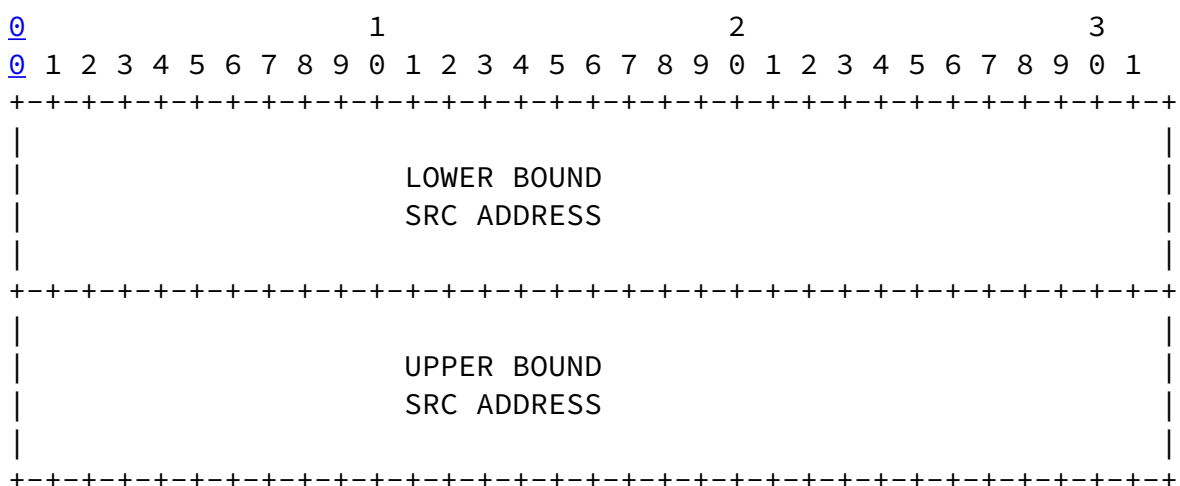 0                   1                   2                   3
0 1 2 3 4 5 6 7 8 9 0 1 2 3 4 5 6 7 8 9 0 1 2 3 4 5 6 7 8 9 0 1
+-+-+-+-+-+-+-+-+-+-+-+-+-+-+-+-+-+-+-+-+-+-+-+-+-+-+-+-+-+-+-+-+
|                                                               |
|                     LOWER BOUND                               |
|                     SRC ADDRESS                               |
|                                                               |
+-+-+-+-+-+-+-+-+-+-+-+-+-+-+-+-+-+-+-+-+-+-+-+-+-+-+-+-+-+-+-+-+
|                                                               |
|                     UPPER BOUND                               |
|                     SRC ADDRESS                               |
|                                                               |
+-+-+-+-+-+-+-+-+-+-+-+-+-+-+-+-+-+-+-+-+-+-+-+-+-+-+-+-+-+-+-+-+